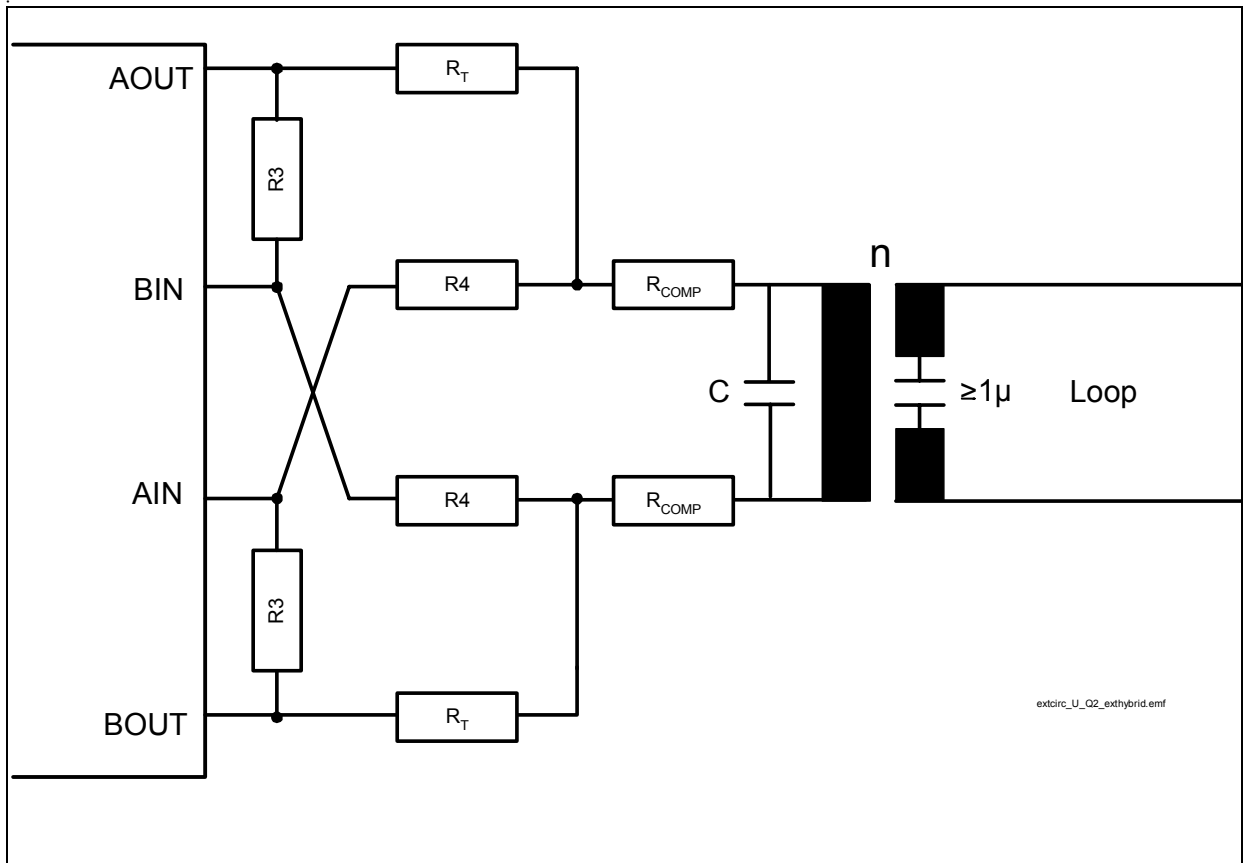 AOUT
R_T
R3
n
BIN
R4
R_COMP
C
≥1µ
Loop
AIN
R4
R_COMP
R3
BOUT
R_T
extcirc_U_Q2_exthybrid.emf